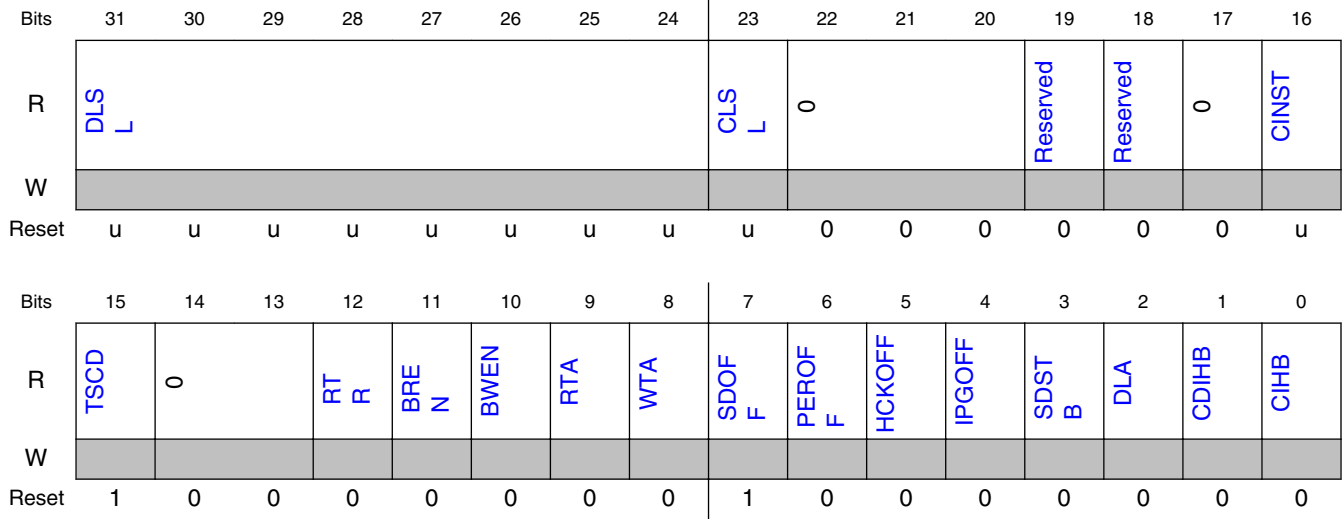 Bits 31 30 29 28 27 26 25 24 23 22 21 20 19 18 17 16
R DLS L CLS L 0 Reserved Reserved 0 CINST
W
Reset u u u u u u u u u 0 0 0 0 0 0 u
Bits 15 14 13 12 11 10 9 8 7 6 5 4 3 2 1 0
R TSCD 0 RT R BRE N BWEN RTA WTA SDOF F PEROF F HCKOFF IPGOFF SDST B DLA CDIHB CIHB
W
Reset 1 0 0 0 0 0 0 0 1 0 0 0 0 0 0 0